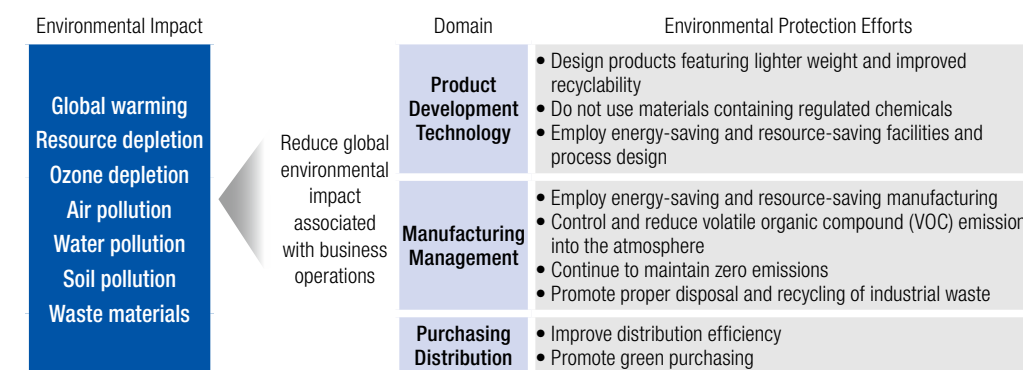 Environmental Impact
Domain
Environmental Protection Efforts
Global warming
Resource depletion
Ozone depletion
Air pollution
Water pollution
Soil pollution
Waste materials
Reduce global
environmental
impact
associated
with business
operations
Product
Development
Technology
• Design products featuring lighter weight and improved
recyclability
• Do not use materials containing regulated chemicals
• Employ energy-saving and resource-saving facilities and
process design
Manufacturing
Management
• Employ energy-saving and resource-saving manufacturing
• Control and reduce volatile organic compound (VOC) emission
into the atmosphere
• Continue to maintain zero emissions
• Promote proper disposal and recycling of industrial waste
Purchasing
Distribution
• Improve distribution efficiency
• Promote green purchasing